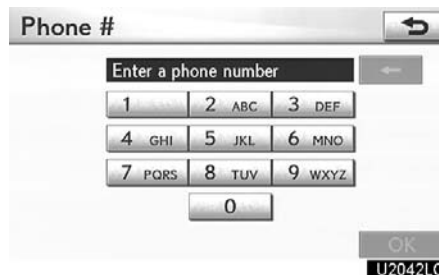 Phone #
Enter a phone number
1
2 ABC
3 DEF
4 GHI
5 JKL
6 MNO
7 PQRS
8 TUV
9 WXYZ
0
OK